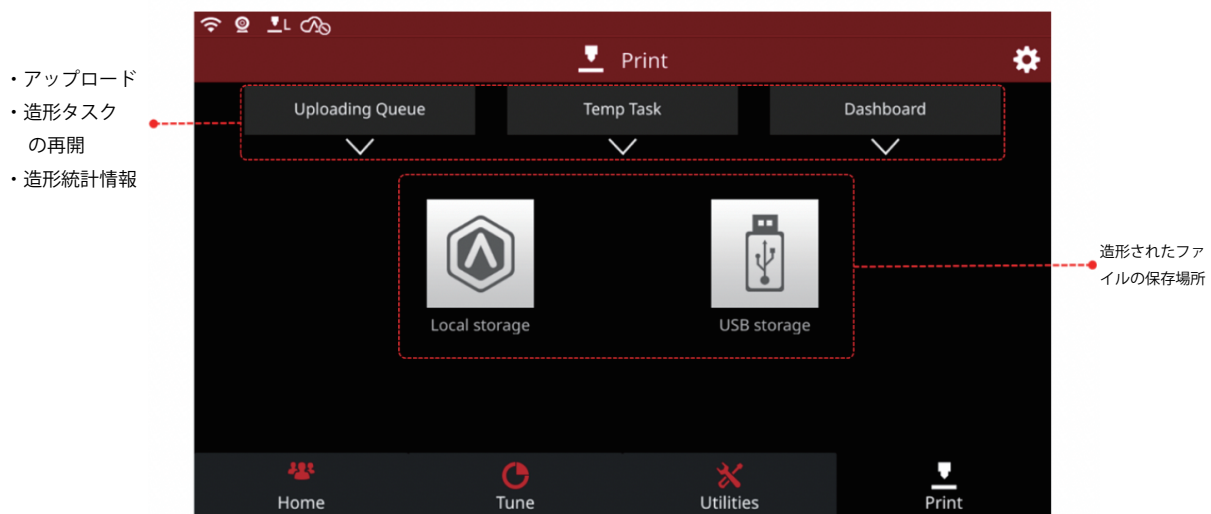 L
Print
・アップロード
・造形タスク
の再開
・造形統計情報
Uploading Queue
Temp Task
Dashboard
造形されたファ
イルの保存場所
Local storage
USB storage
Home
Tune
Utilities
Print